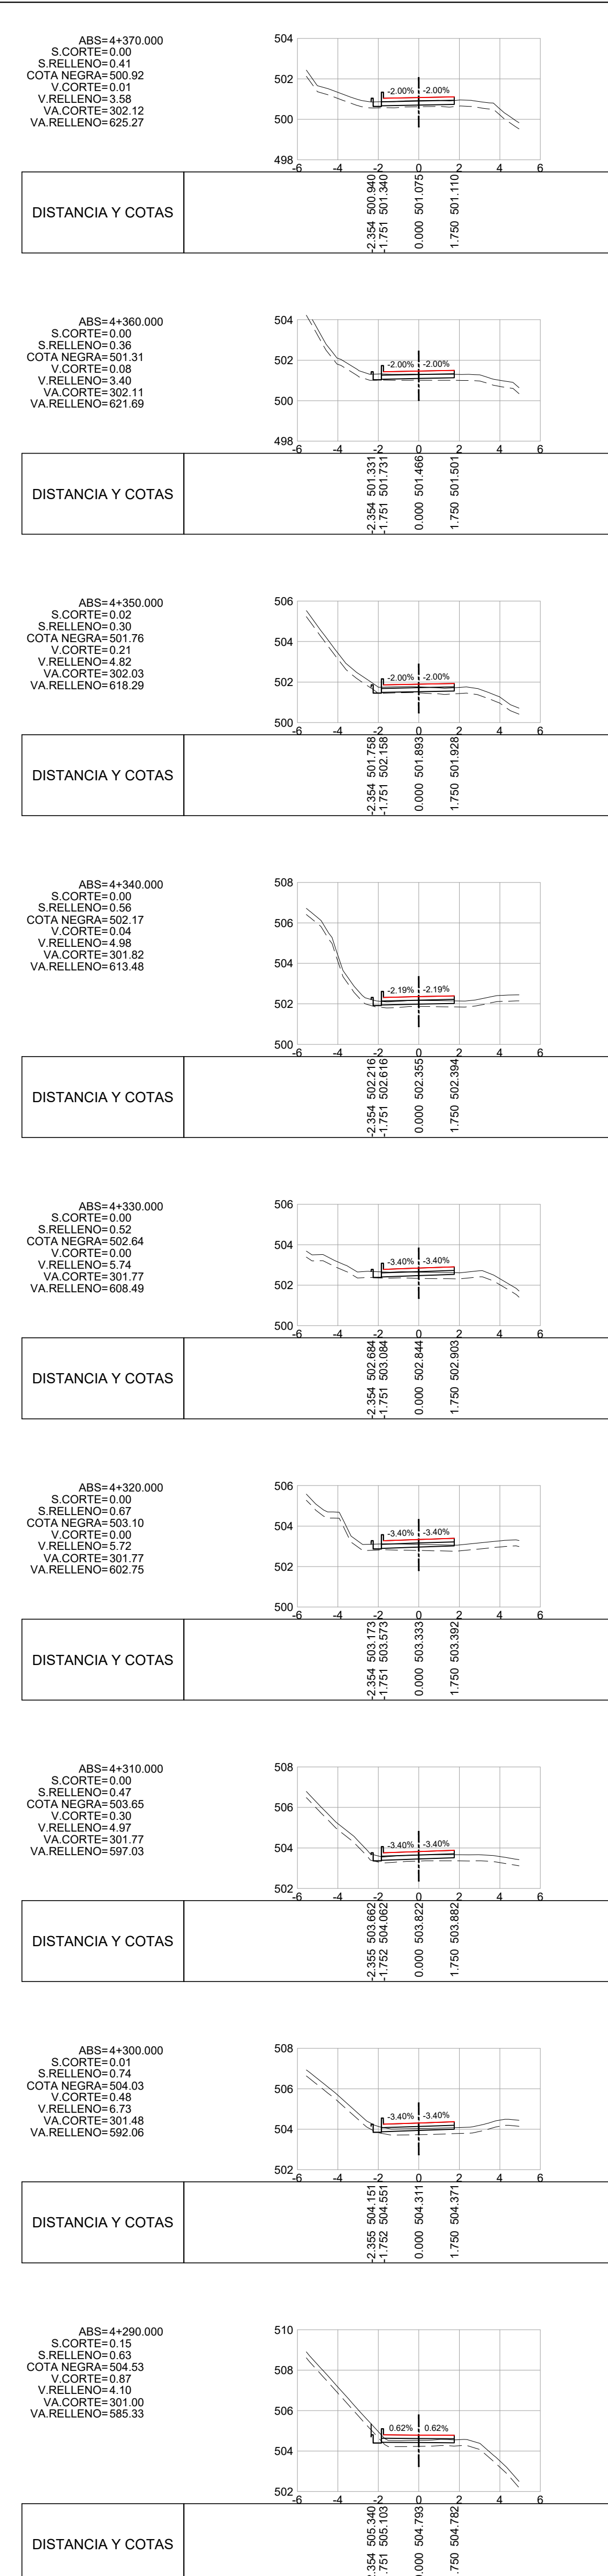 ABS=4+370.000
S.CORTE=0.00
S.RELLENO=0.41
COTA NEGRA=500.92
V.CORTE=0.01
V.RELLENO=3.58
VA.CORTE=302.12
VA.RELLENO=625.27
504
502
500
498
-2.00% -2.00%
-6 -4 -2 0 2 4 6
DISTANCIA Y COTAS
-2.354 500.940
-1.751 501.340
0.000 501.075
1.750 501.110
ABS=4+360.000
S.CORTE=0.00
S.RELLENO=0.36
COTA NEGRA=501.31
V.CORTE=0.08
V.RELLENO=3.40
VA.CORTE=302.11
VA.RELLENO=621.69
504
502
500
498
-2.00% -2.00%
-6 -4 -2 0 2 4 6
DISTANCIA Y COTAS
-2.354 501.331
-1.751 501.731
0.000 501.466
1.750 501.501
ABS=4+350.000
S.CORTE=0.02
S.RELLENO=0.30
COTA NEGRA=501.76
V.CORTE=0.21
V.RELLENO=4.82
VA.CORTE=302.03
VA.RELLENO=618.29
506
504
502
500
-2.00% -2.00%
-6 -4 -2 0 2 4 6
DISTANCIA Y COTAS
-2.354 501.758
-1.751 502.158
0.000 501.893
1.750 501.928
ABS=4+340.000
S.CORTE=0.00
S.RELLENO=0.56
COTA NEGRA=502.17
V.CORTE=0.04
V.RELLENO=4.98
VA.CORTE=301.82
VA.RELLENO=613.48
508
506
504
502
500
-2.19% -2.19%
-6 -4 -2 0 2 4 6
DISTANCIA Y COTAS
-2.354 502.216
-1.751 502.616
0.000 502.355
1.750 502.394
ABS=4+330.000
S.CORTE=0.00
S.RELLENO=0.52
COTA NEGRA=502.64
V.CORTE=0.00
V.RELLENO=5.74
VA.CORTE=301.77
VA.RELLENO=608.49
506
504
502
500
-3.40% -3.40%
-6 -4 -2 0 2 4 6
DISTANCIA Y COTAS
-2.354 502.684
-1.751 503.084
0.000 502.844
1.750 502.903
ABS=4+320.000
S.CORTE=0.00
S.RELLENO=0.67
COTA NEGRA=503.10
V.CORTE=0.00
V.RELLENO=5.72
VA.CORTE=301.77
VA.RELLENO=602.75
506
504
502
500
-3.40% -3.40%
-6 -4 -2 0 2 4 6
DISTANCIA Y COTAS
-2.354 503.173
-1.751 503.573
0.000 503.333
1.750 503.392
ABS=4+310.000
S.CORTE=0.00
S.RELLENO=0.47
COTA NEGRA=503.65
V.CORTE=0.30
V.RELLENO=4.97
VA.CORTE=301.77
VA.RELLENO=597.03
508
506
504
502
-3.40% -3.40%
-6 -4 -2 0 2 4 6
DISTANCIA Y COTAS
-2.355 503.662
-1.752 504.062
0.000 503.822
1.750 503.882
ABS=4+300.000
S.CORTE=0.01
S.RELLENO=0.74
COTA NEGRA=504.03
V.CORTE=0.48
V.RELLENO=6.73
VA.CORTE=301.48
VA.RELLENO=592.06
508
506
504
502
-3.40% -3.40%
-6 -4 -2 0 2 4 6
DISTANCIA Y COTAS
-2.355 504.151
-1.752 504.551
0.000 504.311
1.750 504.371
ABS=4+290.000
S.CORTE=0.15
S.RELLENO=0.63
COTA NEGRA=504.53
V.CORTE=0.87
V.RELLENO=4.10
VA.CORTE=301.00
VA.RELLENO=585.33
510
508
506
504
502
0.62% 0.62%
-6 -4 -2 0 2 4 6
DISTANCIA Y COTAS
.354 505.340
.751 505.103
.000 504.793
.750 504.782